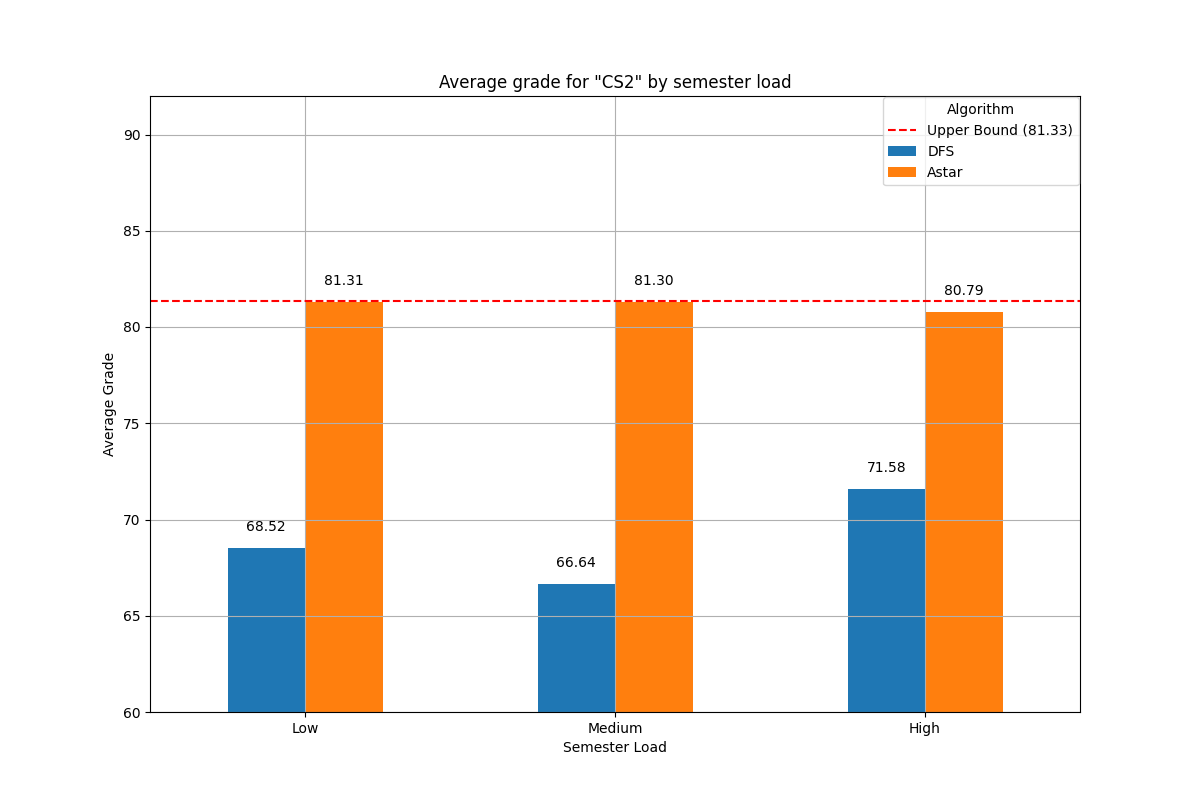 Average grade for "CS2" by semester load
Algorithm
Upper Bound (81.33)
DFS
Astar
90
85
80
75
70
65
60
Average Grade
81.31
81.30
80.79
71.58
68.52
66.64
Low
Medium
High
Semester Load